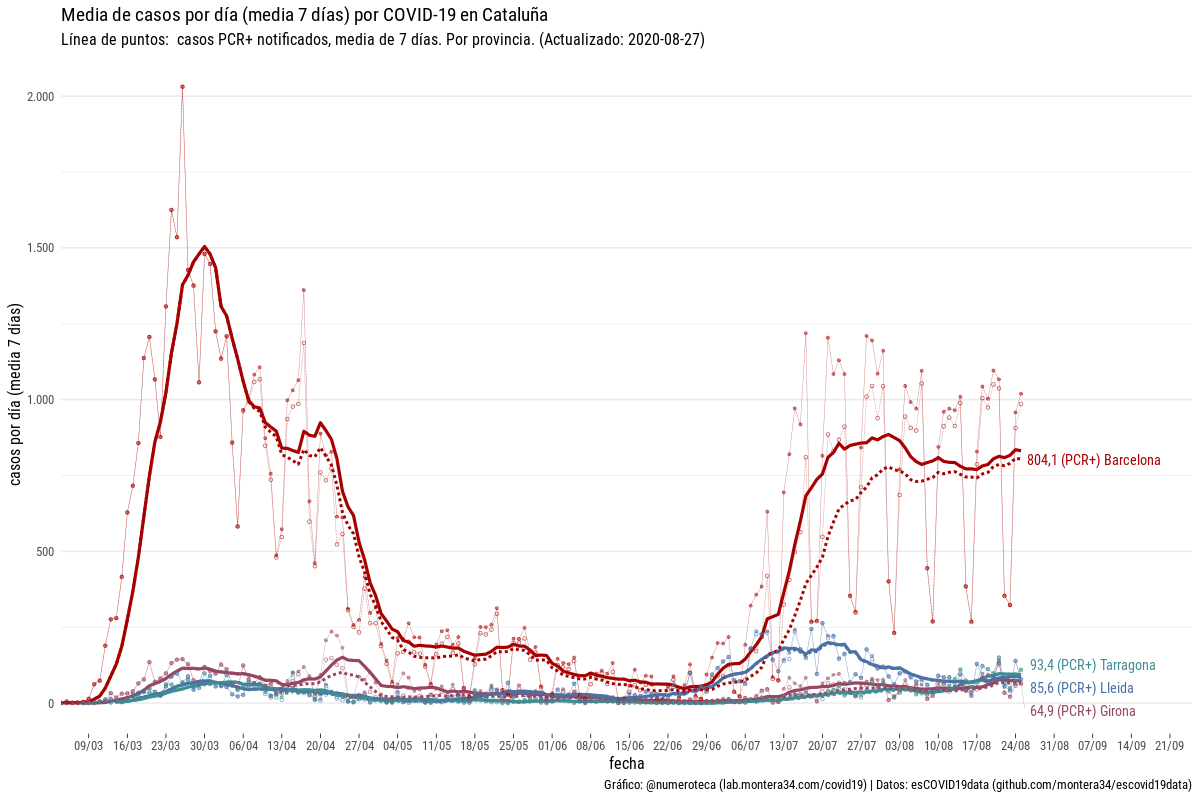 Media de casos por día (media 7 días) por COVID-19 en Cataluña
Línea de puntos:  casos PCR+ notificados, media de 7 días. Por provincia. (Actualizado: 2020-08-27)
casos por día (media 7 días)
2.000
1.500
1.000
500
0
804,1 (PCR+) Barcelona
93,4 (PCR+) Tarragona
85,6 (PCR+) Lleida
64,9 (PCR+) Girona
09/03 16/03 23/03 30/03 06/04 13/04 20/04 27/04 04/05 11/05 18/05 25/05 01/06 08/06 15/06 22/06 29/06 06/07 13/07 20/07 27/07 03/08 10/08 17/08 24/08 31/08 07/09 14/09 21/09
fecha
Gráfico: @numeroteca (lab.montera34.com/covid19) | Datos: esCOVID19data (github.com/montera34/escovid19data)